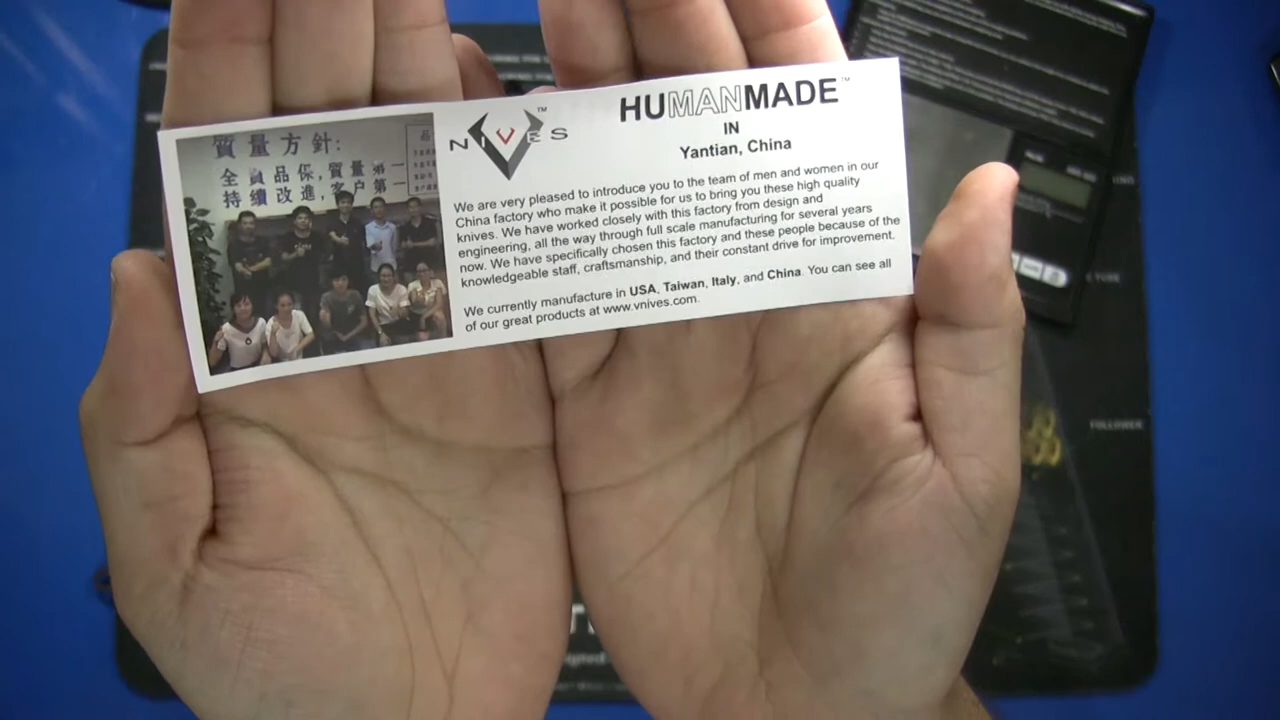 質量方針:
全員品保,質量第一
持續改進,客户第一
NIVES™
HUMANMADE™
IN
Yantian, China
We are very pleased to introduce you to the team of men and women in our
China factory who make it possible for us to bring you these high quality
knives. We have worked closely with this factory from design and
engineering, all the way through full scale manufacturing for several years
now. We have specifically chosen this factory and these people because of the
knowledgeable staff, craftsmanship, and their constant drive for improvement.
We currently manufacture in USA, Taiwan, Italy, and China. You can see all
of our great products at www.vnives.com.
FOLLOWER